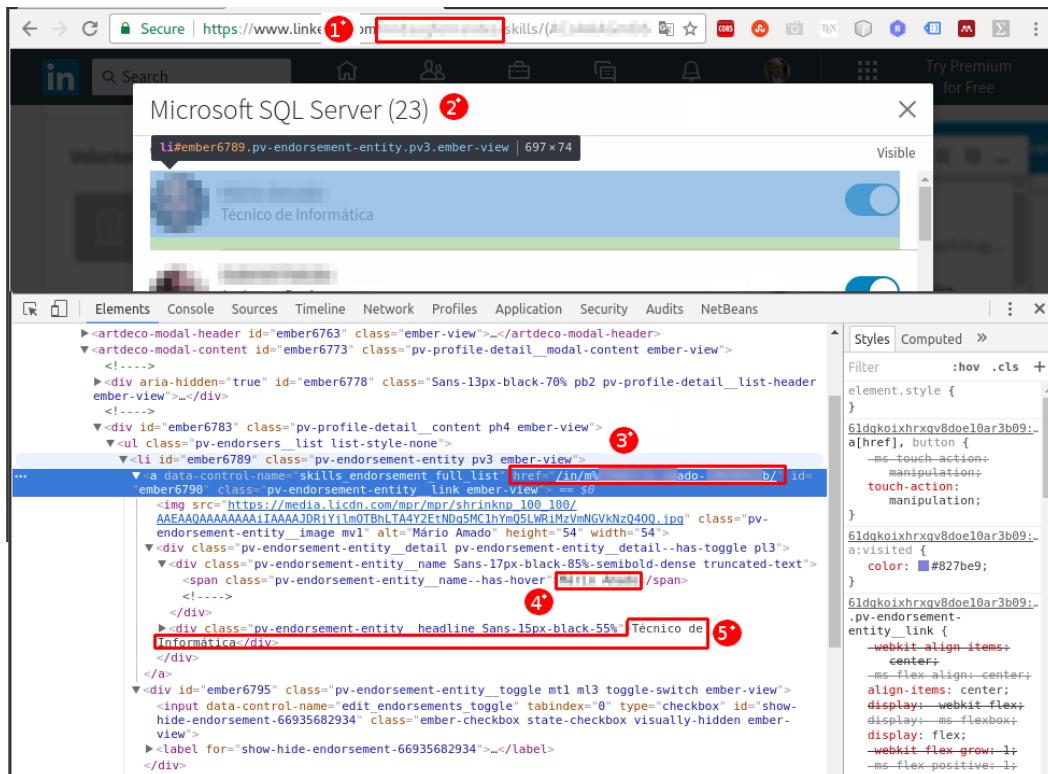 Secure | https://www.linke 1 om skills/(
in Search
Try Premium
for Free
Microsoft SQL Server (23) 2
li#ember6789.pv-endorsement-entity.pv3.ember-view | 697×74
Volunte
Visible
Técnico de Informática
Elements Console Sources Timeline Network Profiles Application Security Audits NetBeans
▶<artdeco-modal-header id="ember6763" class="ember-view">…</artdeco-modal-header>
▼<artdeco-modal-content id="ember6773" class="pv-profile-detail__modal-content ember-view">
<!---->
▶<div aria-hidden="true" id="ember6778" class="Sans-13px-black-70% pb2 pv-profile-detail__list-header
ember-view">…</div>
<!---->
▼<div id="ember6783" class="pv-profile-detail__content ph4 ember-view">
▼<ul class="pv-endorsers__list list-style-none">
3
▼<li id="ember6789" class="pv-endorsement-entity pv3 ember-view">
▼<a data-control-name="skills_endorsement_full_list" href="/in/m% ado- b/" id=
"ember6790" class="pv-endorsement-entity__link ember-view"> == $0
<img src="https://media.licdn.com/mpr/mpr/shrinknp_100_100/
class="pv-
endorsement-entity__image mv1" alt="Mário Amado" height="54" width="54">
▼<div class="pv-endorsement-entity__detail pv-endorsement-entity__detail--has-toggle pl3">
▼<div class="pv-endorsement-entity__name Sans-17px-black-85%-semibold-dense truncated-text">
<span class="pv-endorsement-entity__name--has-hover"> </span>
<!---->
4
</div>
▶<div class="pv-endorsement-entity__headline Sans-15px-black-55%">Técnico de 5
Informática</div>
</div>
</a>
▼<div id="ember6795" class="pv-endorsement-entity__toggle mt1 ml3 toggle-switch ember-view">
<input data-control-name="edit_endorsements_toggle" tabindex="0" type="checkbox" id="show-
hide-endorsement-66935682934" class="ember-checkbox state-checkbox visually-hidden ember-
view">
▶<label for="show-hide-endorsement-66935682934">…</label>
</div>
Styles Computed »
Filter :hov .cls +
element.style {
}
a[href], button {
-ms-touch-action:
manipulation;
touch-action:
manipulation;
}
a:visited {
color: #827be9;
}
.pv-endorsement-
entity__link {
-webkit-align-items:
center;
-ms-flex-align: center;
align-items: center;
display: -webkit-flex;
display: -ms-flexbox;
display: flex;
-webkit-flex-grow: 1;
-ms-flex-positive: 1;